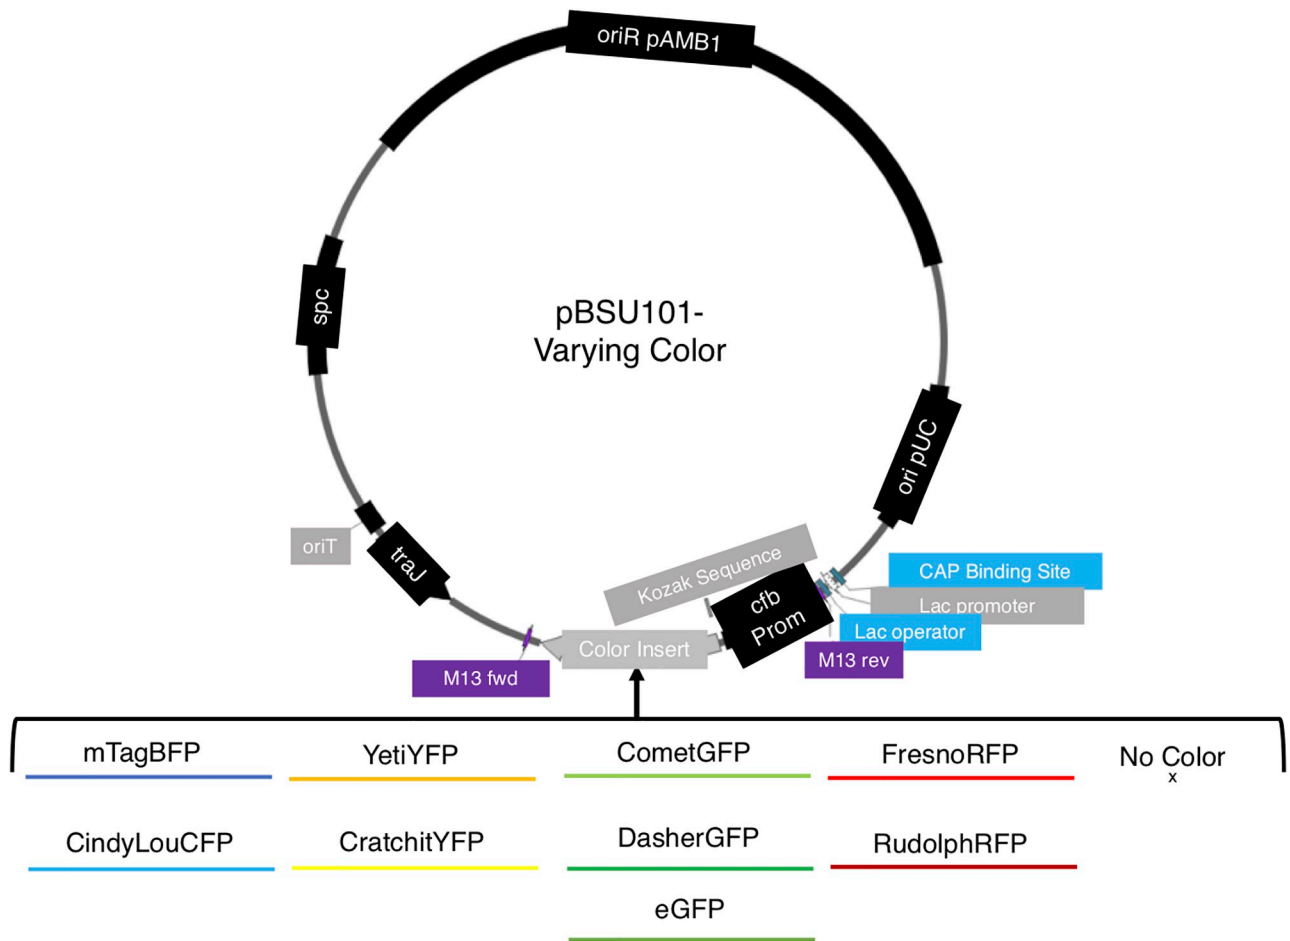 oriR pAMB1
spc
pBSU101-
Varying Color
ori pUC
oriT
traJ
Kozak Sequence
cfb
Prom
CAP Binding Site
Lac promoter
Lac operator
M13 rev
Color Insert
M13 fwd
mTagBFP
YetiYFP
CometGFP
FresnoRFP
No Color
x
CindyLouCFP
CratchitYFP
DasherGFP
RudolphRFP
eGFP